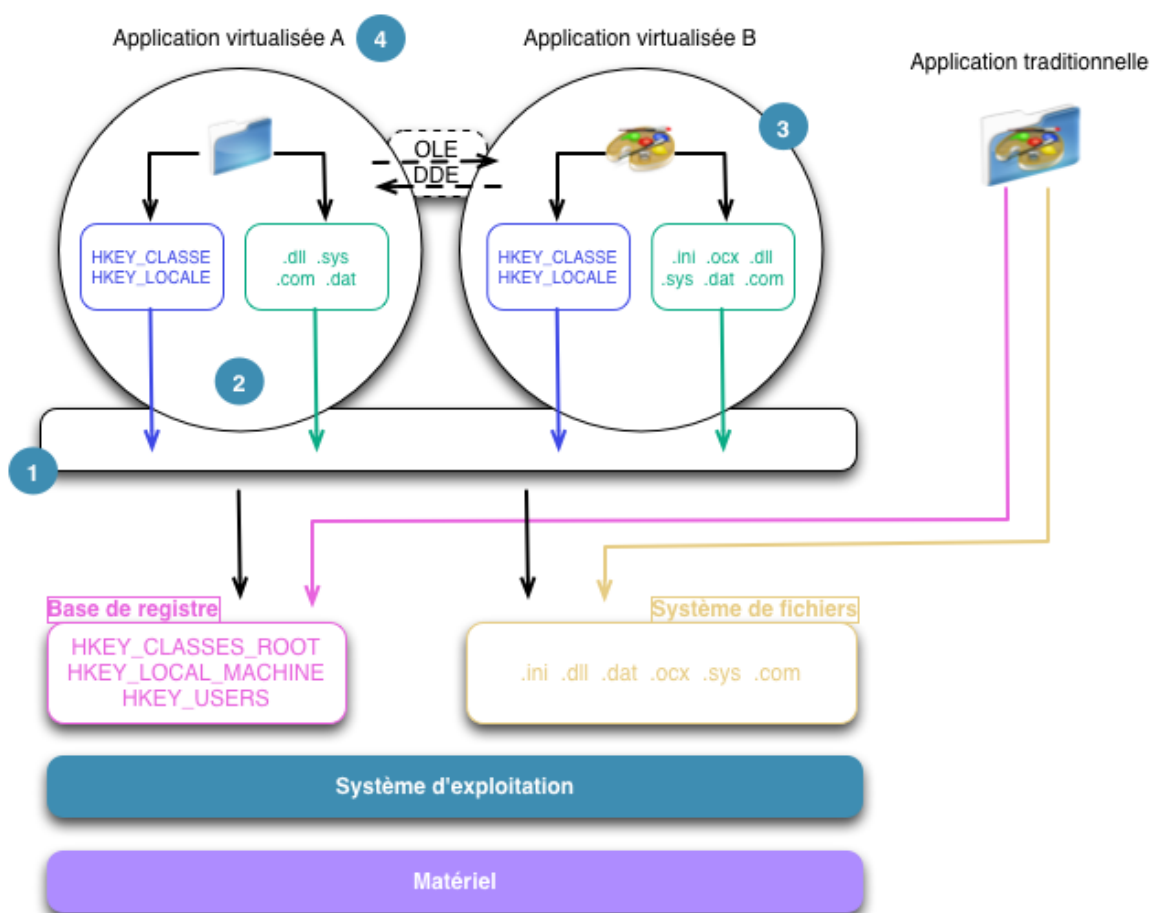 Application virtualisée A
4
Application virtualisée B
Application traditionnelle
3
OLE
DDE
HKEY_CLASSE
HKEY_LOCALE
.dll .sys
.com .dat
HKEY_CLASSE
HKEY_LOCALE
.ini .ocx .dll
.sys .dat .com
2
1
Base de registre
Système de fichiers
HKEY_CLASSES_ROOT
HKEY_LOCAL_MACHINE
HKEY_USERS
.ini .dll .dat .ocx .sys .com
Système d'exploitation
Matériel